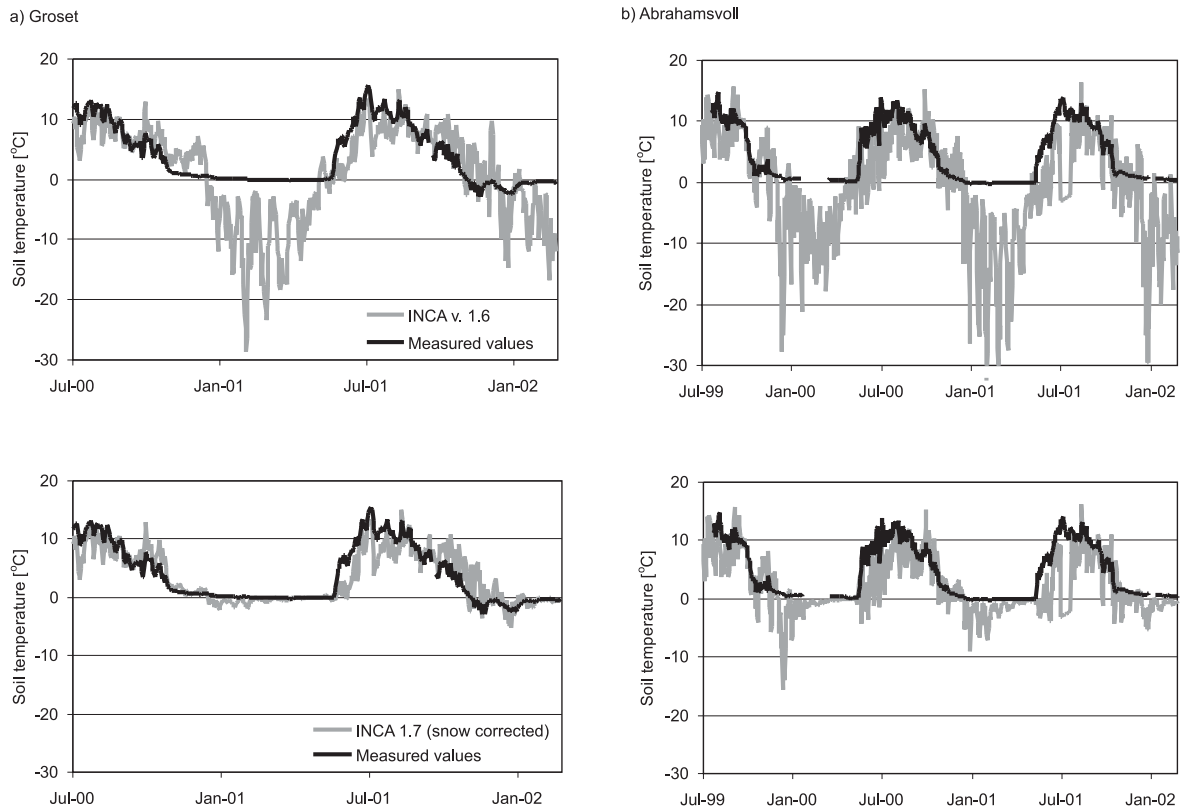 a) Groset
b) Abrahamsvoll
Soil temperature [°C]
20
10
0
-10
-20
-30
INCA v. 1.6
Measured values
Jul-00 Jan-01 Jul-01 Jan-02
Soil temperature [°C]
20
10
0
-10
-20
-30
Jul-99 Jan-00 Jul-00 Jan-01 Jul-01 Jan-02
Soil temperature [°C]
20
10
0
-10
-20
-30
INCA 1.7 (snow corrected)
Measured values
Jul-00 Jan-01 Jul-01 Jan-02
Soil temperature [°C]
20
10
0
-10
-20
-30
Jul-99 Jan-00 Jul-00 Jan-01 Jul-01 Jan-02